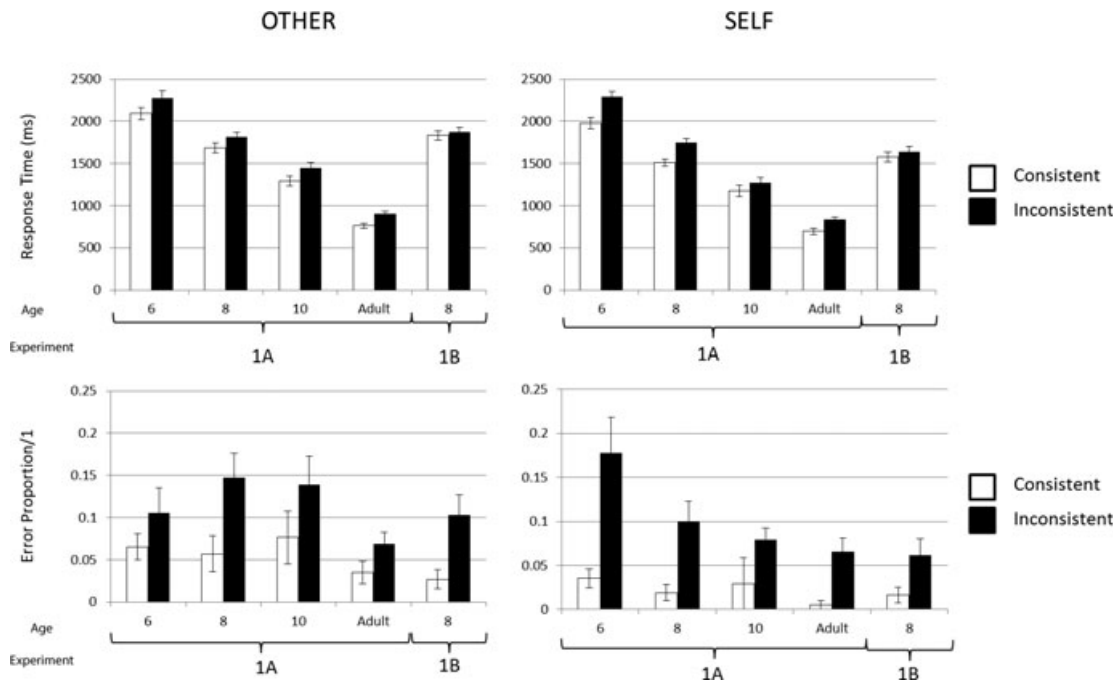 OTHER
SELF
Response Time (ms)
2500
2000
1500
1000
500
0
Age
6 8 10 Adult 8
Experiment
1A 1B
2500
2000
1500
1000
500
0
6 8 10 Adult 8
1A 1B
Consistent
Inconsistent
Error Proportion/1
0.25
0.2
0.15
0.1
0.05
0
Age
6 8 10 Adult 8
Experiment
1A 1B
0.25
0.2
0.15
0.1
0.05
0
6 8 10 Adult 8
1A 1B
Consistent
Inconsistent